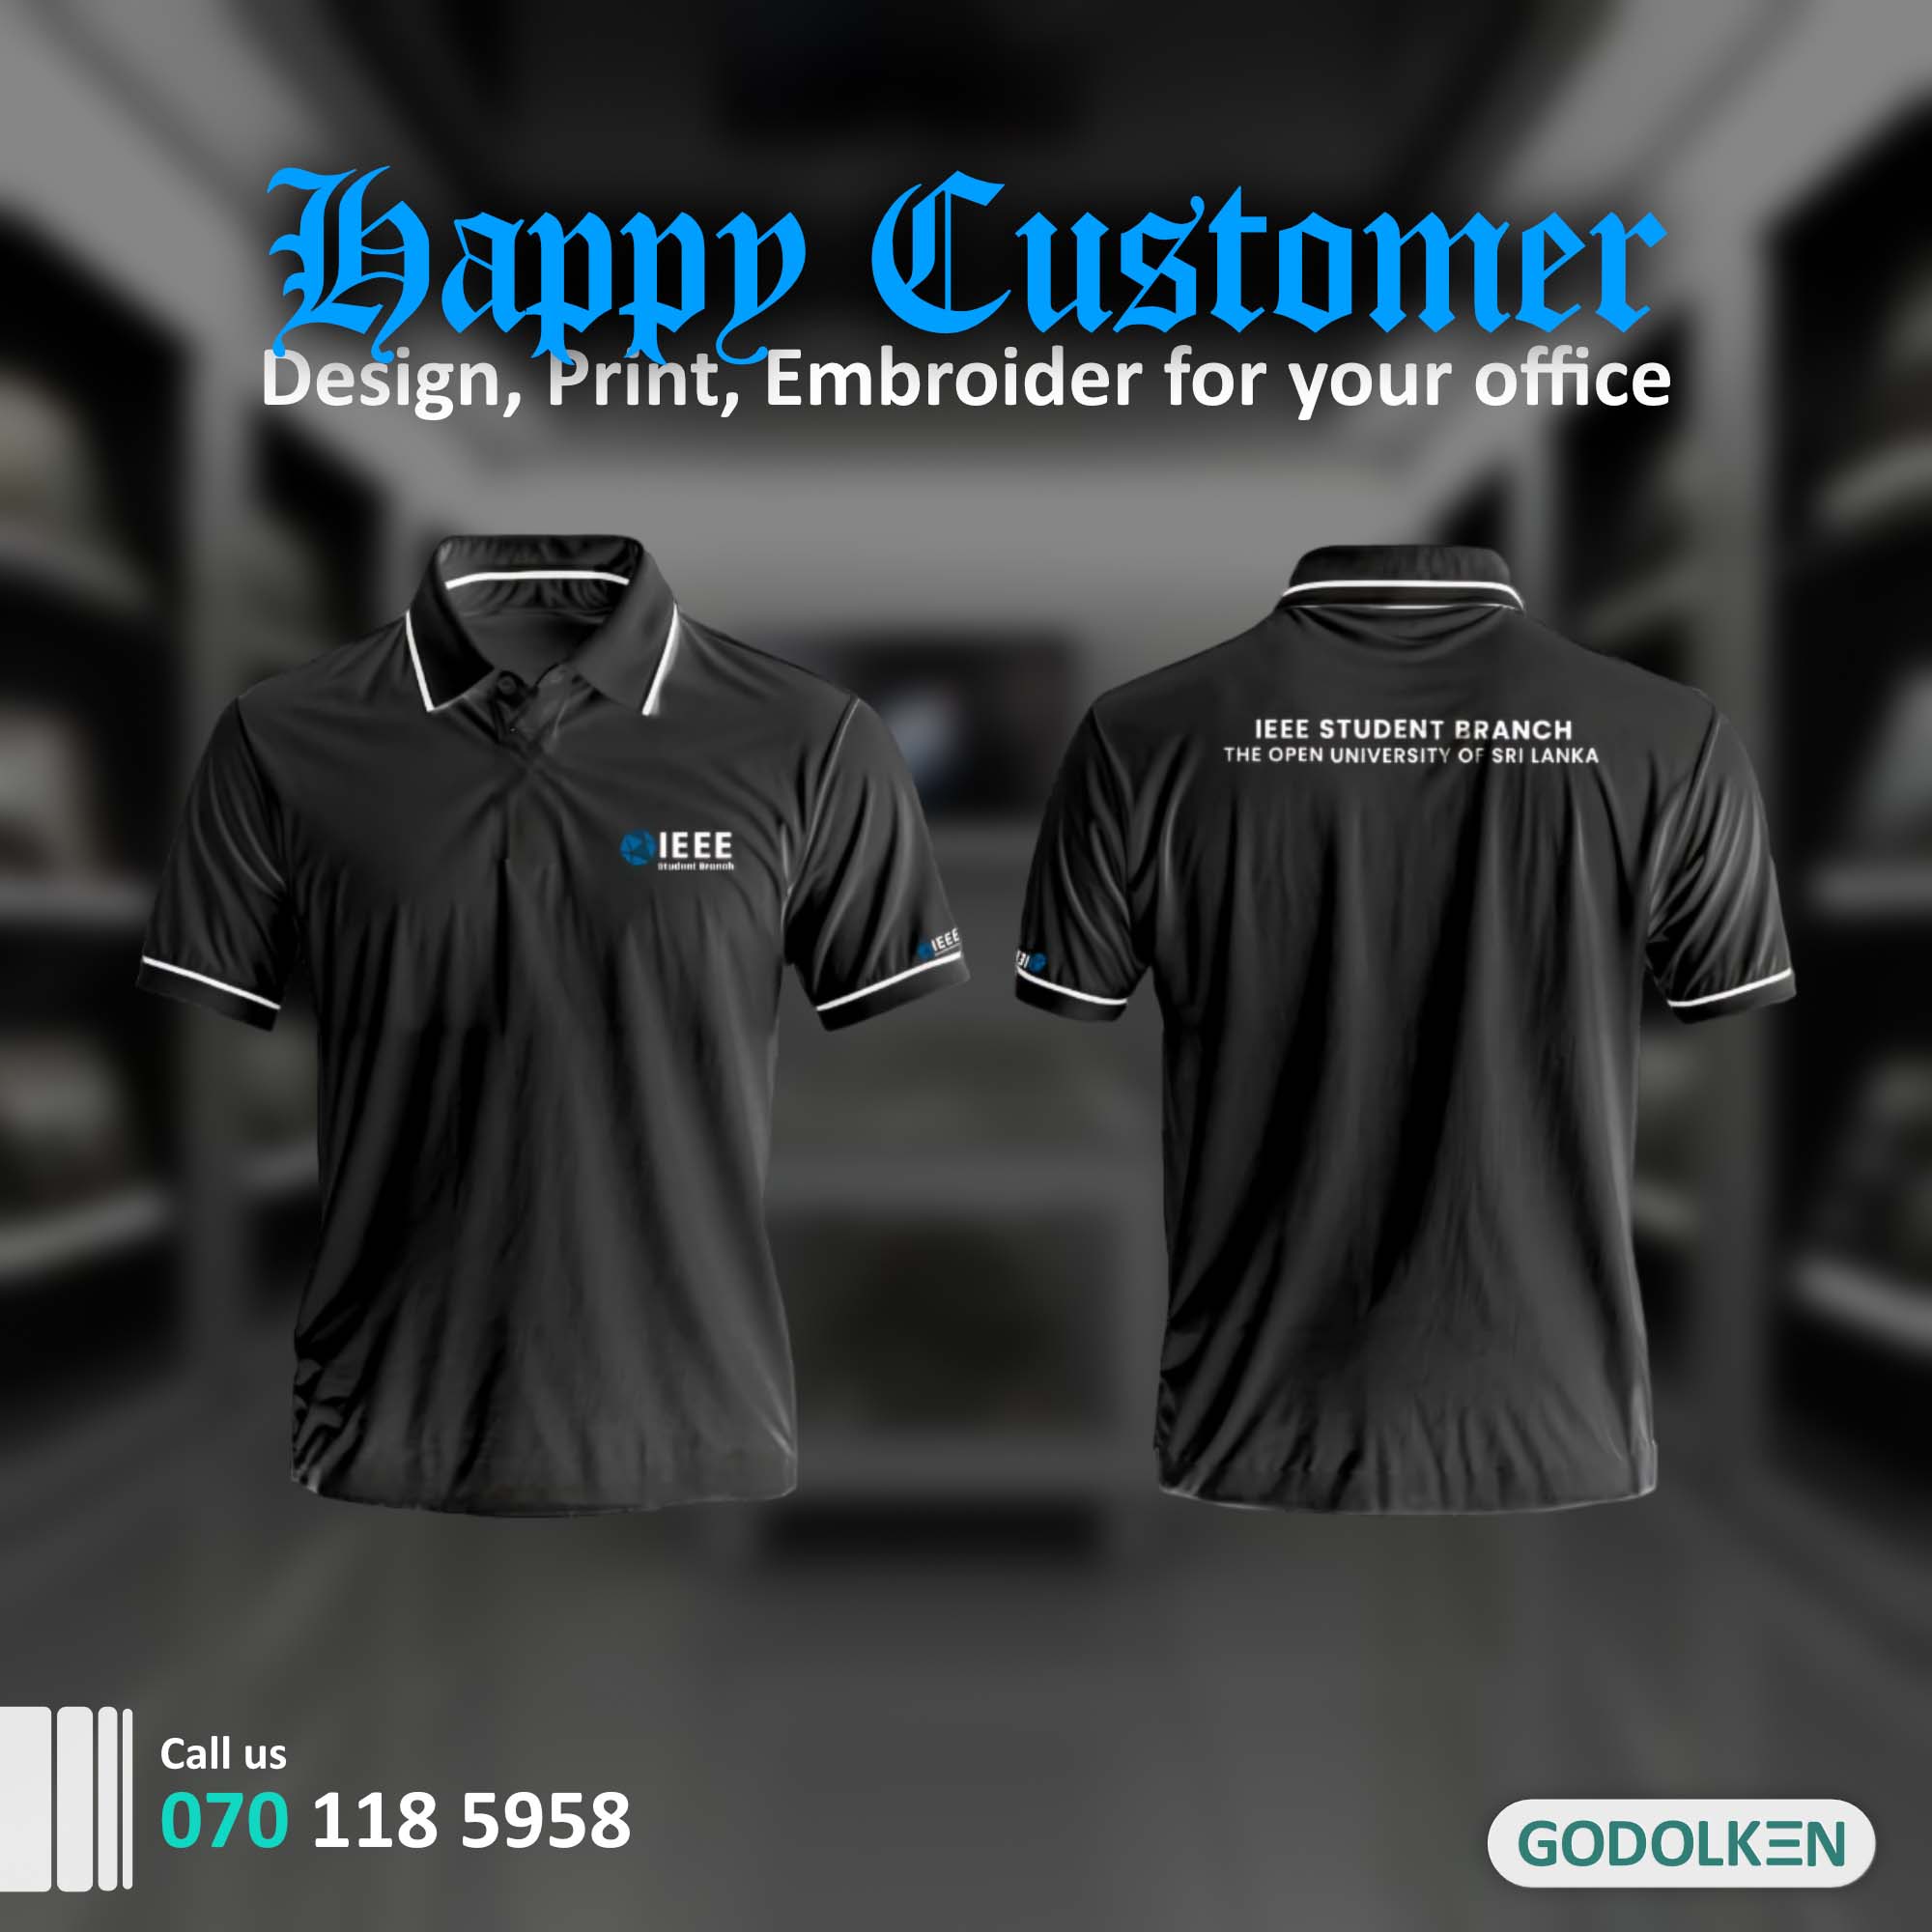 Happy Customer
Design, Print, Embroider for your office
IEEE STUDENT BRANCH
THE OPEN UNIVERSITY OF SRI LANKA
IEEE
Student Branch
IEEE
Call us
070 118 5958
GODOLKEN